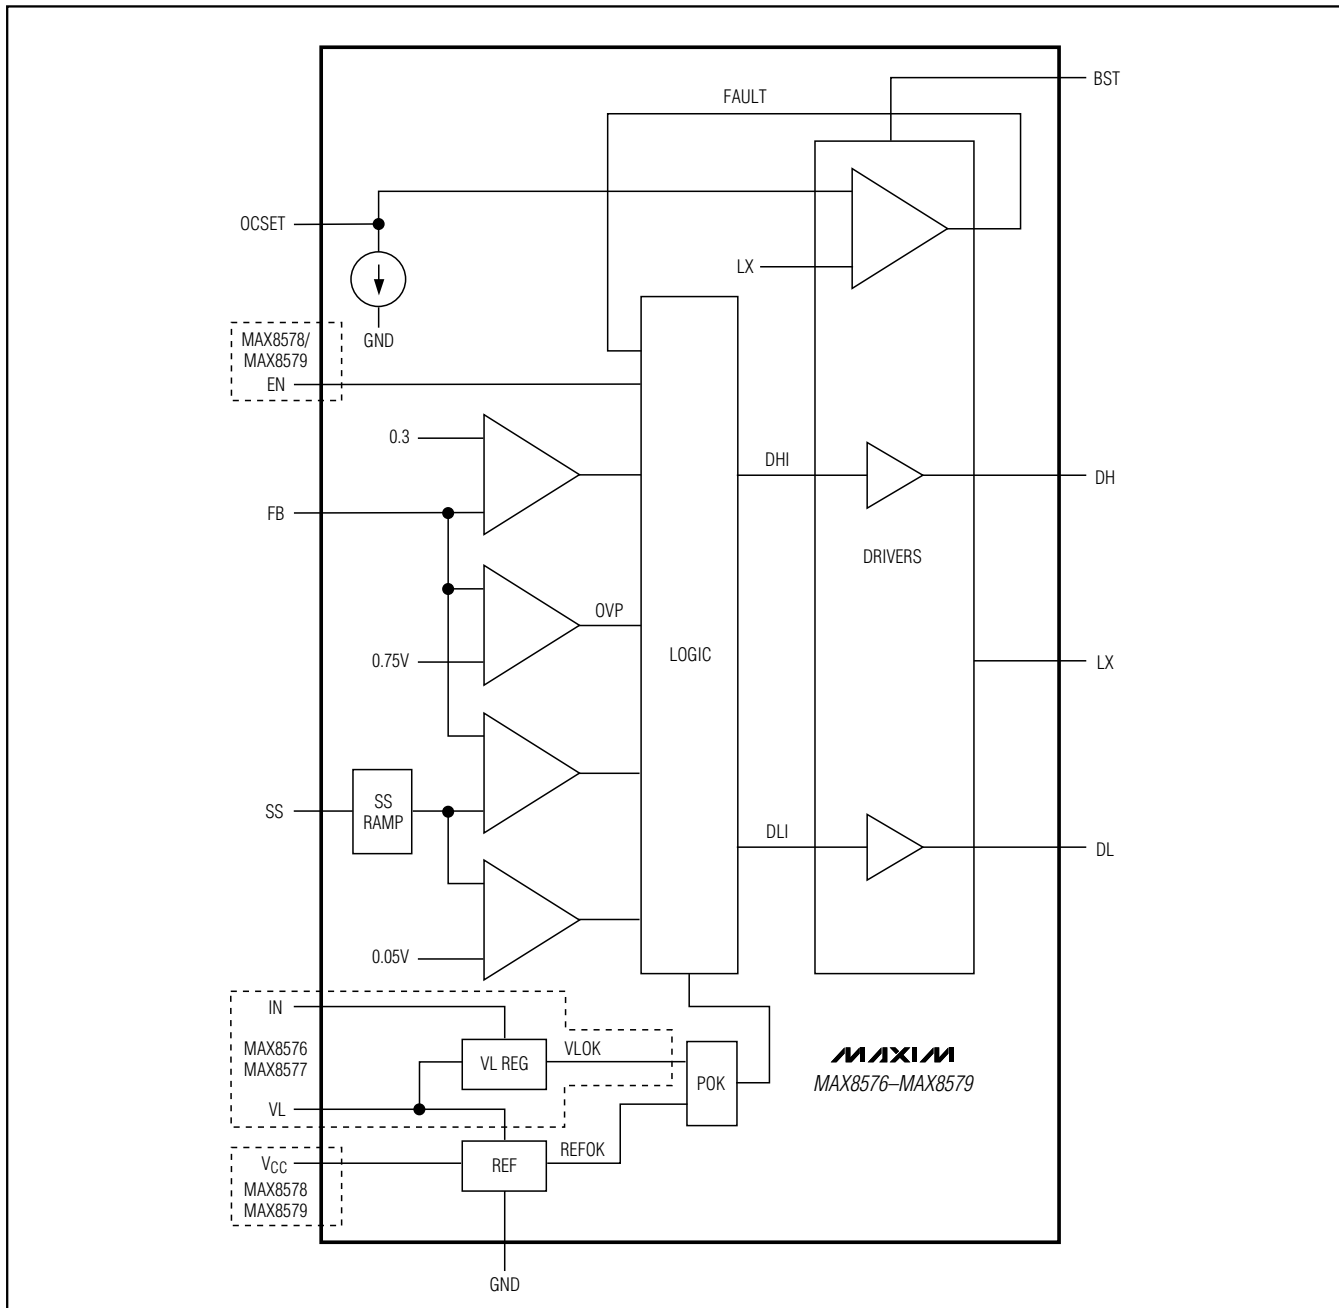 BST
FAULT
OCSET
LX
GND
MAX8578/
MAX8579
EN
0.3
FB
DHI
DH
DRIVERS
OVP
0.75V
LOGIC
LX
SS
SS
RAMP
DLI
DL
0.05V
IN
MAX8576
MAX8577
VL REG
VLOK
POK
MAXIM
MAX8576–MAX8579
VL
VCC
MAX8578
MAX8579
REF
REFOK
GND